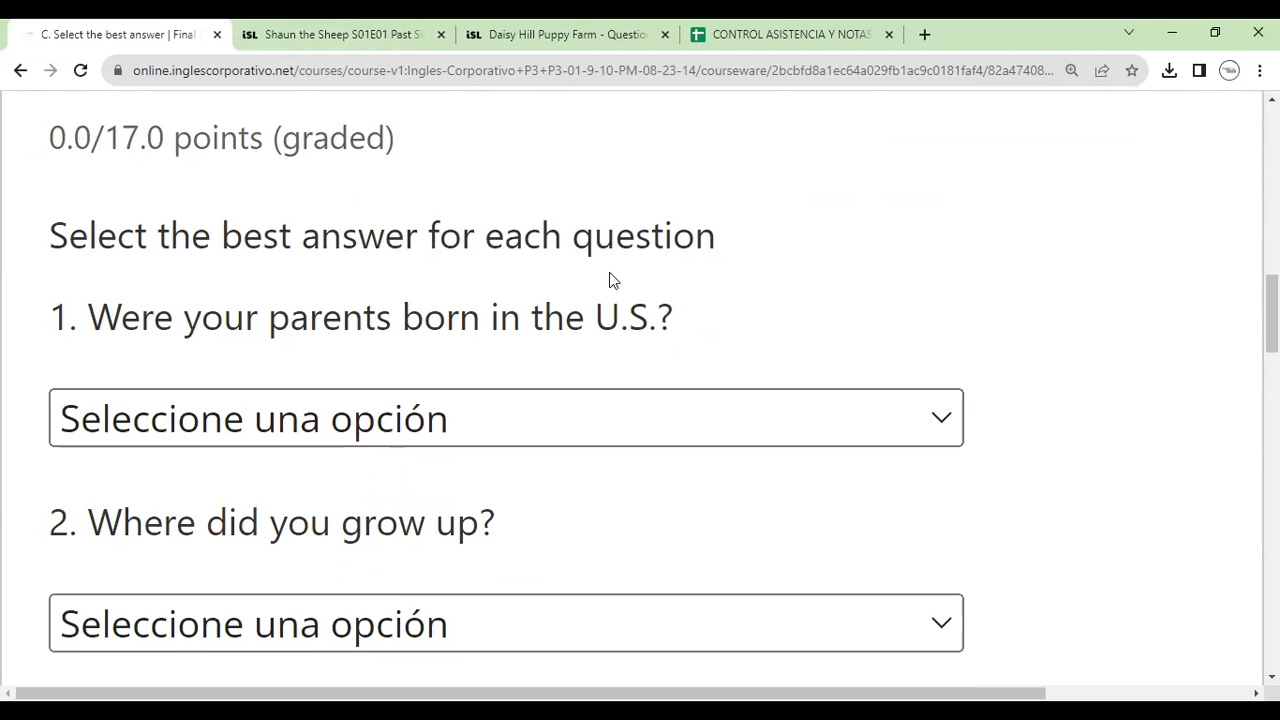 C. Select the best answer | Final
iSL Shaun the Sheep S01E01 Past Si
iSL Daisy Hill Puppy Farm - Questio
CONTROL ASISTENCIA Y NOTAS
online.inglescorporativo.net/courses/course-v1:Ingles-Corporativo+P3+P3-01-9-10-PM-08-23-14/courseware/2bcbfd8a1ec64a029fb1ac9c0181faf4/82a47408...
0.0/17.0 points (graded)
Select the best answer for each question
1. Were your parents born in the U.S.?
Seleccione una opción
2. Where did you grow up?
Seleccione una opción